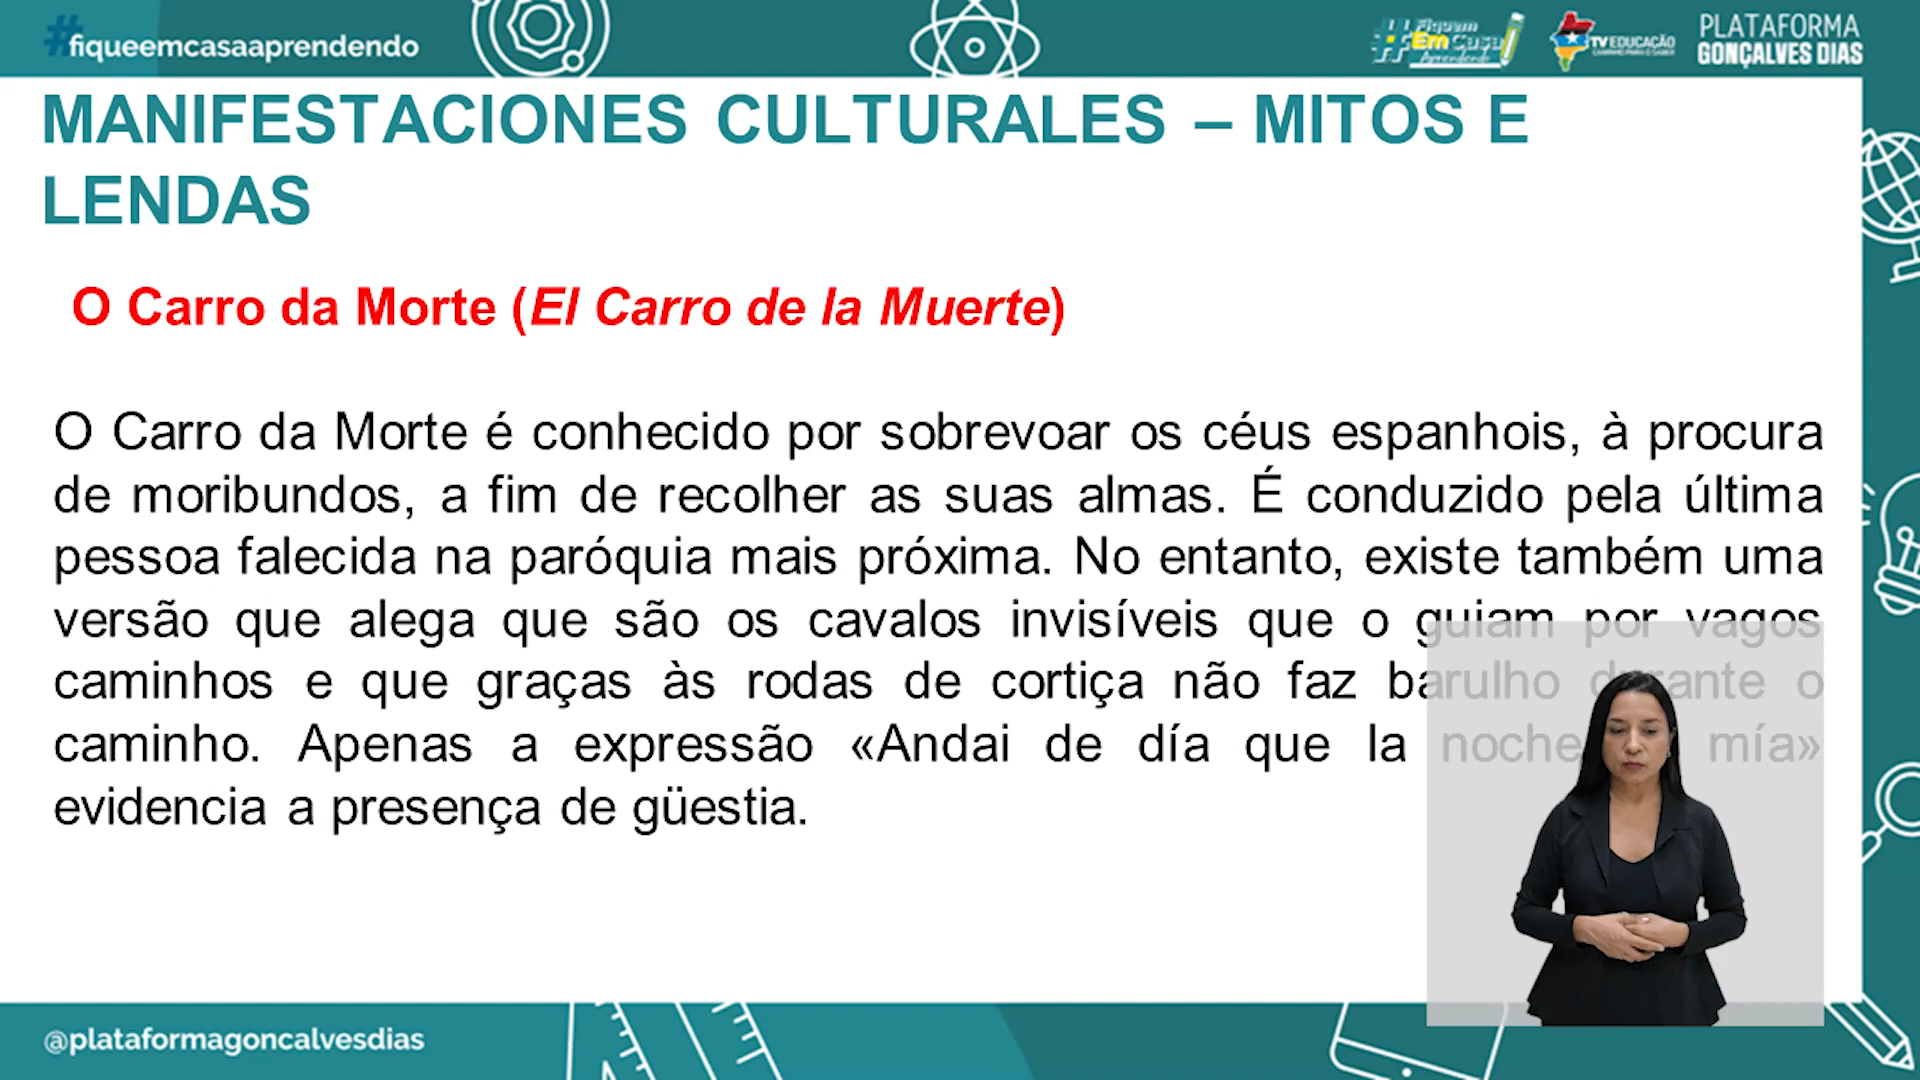 #fiqueemcasaaprendendo
#Fiquem
Em Casa
Aprendendo
TV EDUCAÇÃO
PLATAFORMA
GONÇALVES DIAS
MANIFESTACIONES CULTURALES – MITOS E
LENDAS
O Carro da Morte (El Carro de la Muerte)
O Carro da Morte é conhecido por sobrevoar os céus espanhois, à procura
de moribundos, a fim de recolher as suas almas. É conduzido pela última
pessoa falecida na paróquia mais próxima. No entanto, existe também uma
versão que alega que são os cavalos invisíveis que o guiam por vagos
caminhos e que graças às rodas de cortiça não faz barulho durante o
caminho. Apenas a expressão «Andai de día que la noche mía»
evidencia a presença de güestia.
@plataformagoncalvesdias